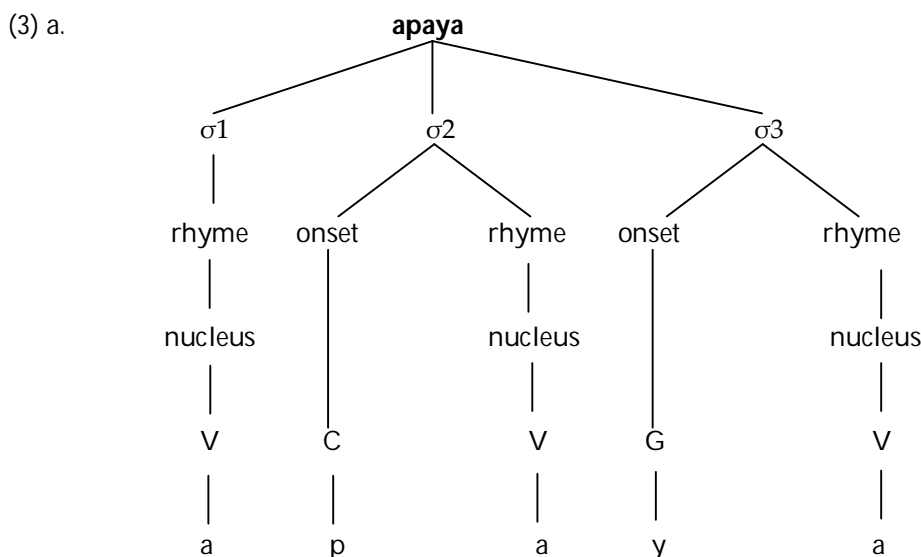 (3) a. apaya
σ1 σ2 σ3
rhyme onset rhyme onset rhyme
nucleus nucleus nucleus
V C V G V
a p a y a